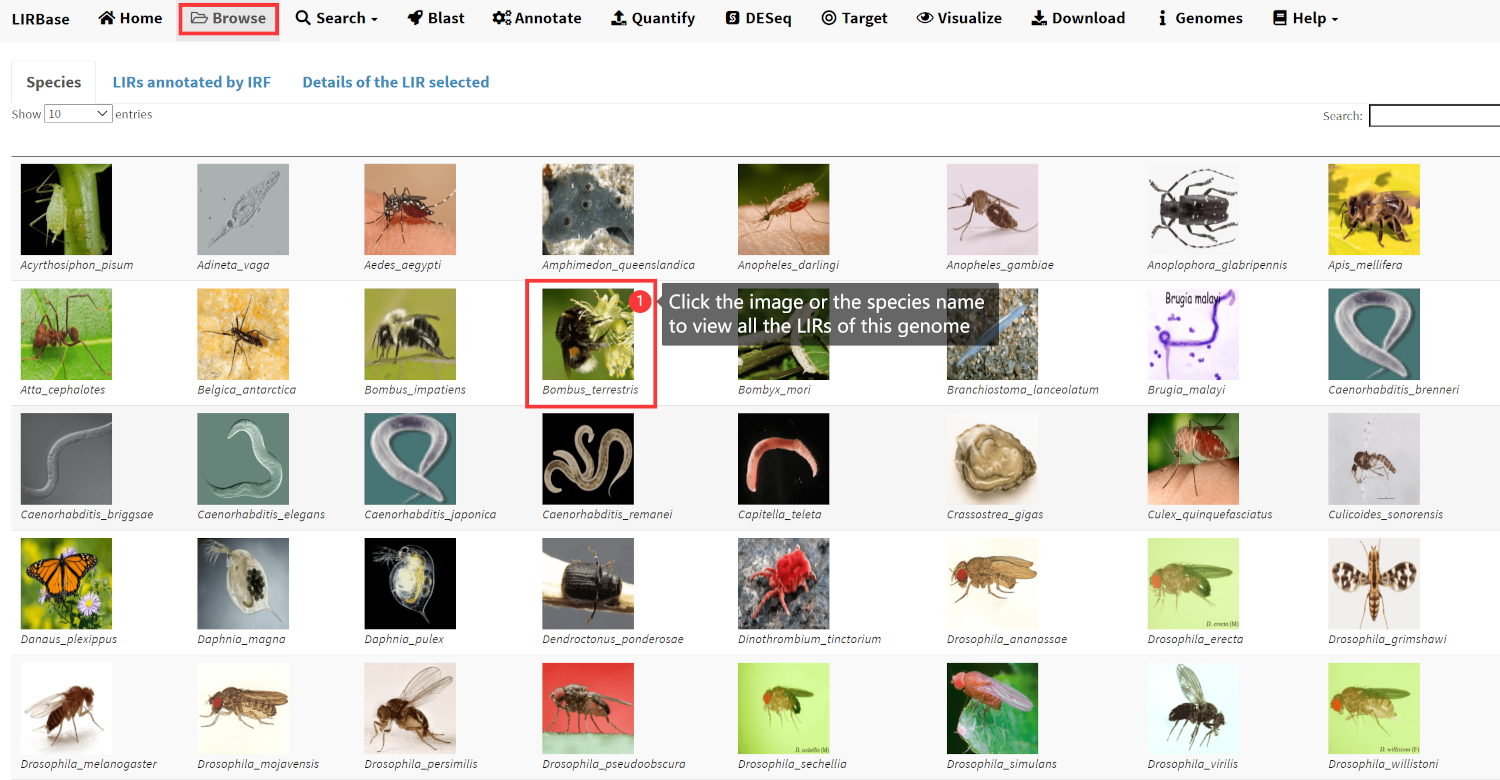 LIRBase Home Browse Search Blast Annotate Quantify DESeq Target Visualize Download Genomes Help
Species LIRs annotated by IRF Details of the LIR selected
Show 10 entries Search:
Acyrthosiphon_pisum Adineta_vaga Aedes_aegypti Amphimedon_queenslandica Anopheles_darlingi Anopheles_gambiae Anoplophora_glabripennis Apis_mellifera
1 Click the image or the species name
to view all the LIRs of this genome
Brugia malayi
Atta_cephalotes Belgica_antarctica Bombus_impatiens Bombus_terrestris Bombyx_mori Branchiostoma_lanceolatum Brugia_malayi Caenorhabditis_brenneri
Caenorhabditis_briggsae Caenorhabditis_elegans Caenorhabditis_japonica Caenorhabditis_remanei Capitella_teleta Crassostrea_gigas Culex_quinquefasciatus Culicoides_sonorensis
D. erecta (M)
Danaus_plexippus Daphnia_magna Daphnia_pulex Dendroctonus_ponderosae Dinothrombium_tinctorium Drosophila_ananassae Drosophila_erecta Drosophila_grimshawi
D. sechellia (M) D. willistoni (F)
Drosophila_melanogaster Drosophila_mojavensis Drosophila_persimilis Drosophila_pseudoobscura Drosophila_sechellia Drosophila_simulans Drosophila_virilis Drosophila_willistoni